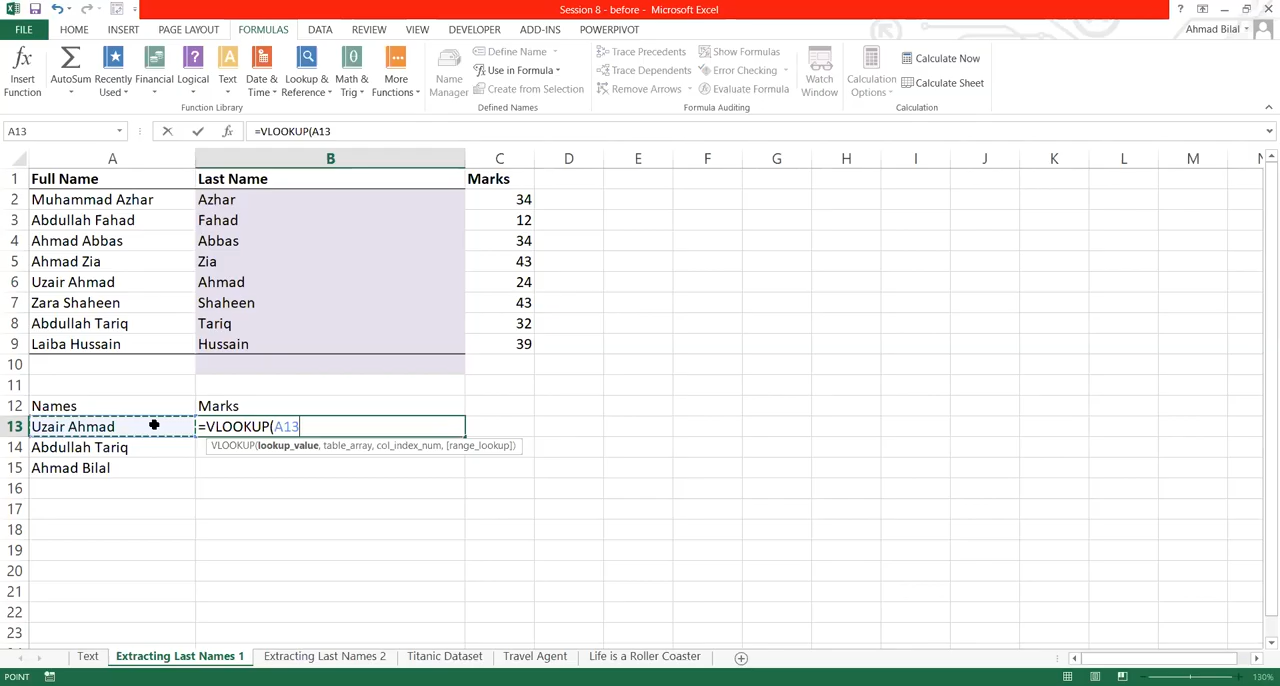 Session 8 - before - Microsoft Excel
?
FILE HOME INSERT PAGE LAYOUT FORMULAS DATA REVIEW VIEW DEVELOPER ADD-INS POWERPIVOT Ahmad Bilal
fx Insert Function
Σ AutoSum
Recently Used
Financial
? Logical
A Text
Date & Time
Lookup & Reference
θ Math & Trig
More Functions
Function Library
Name Manager
Define Name
Use in Formula
Create from Selection
Defined Names
Trace Precedents
Trace Dependents
Remove Arrows
Show Formulas
Error Checking
Evaluate Formula
Formula Auditing
Watch Window
Calculation Options
Calculate Now
Calculate Sheet
Calculation
A13 fx =VLOOKUP(A13
A B C D E F G H I J K L M N
1 Full Name Last Name Marks
2 Muhammad Azhar Azhar 34
3 Abdullah Fahad Fahad 12
4 Ahmad Abbas Abbas 34
5 Ahmad Zia Zia 43
6 Uzair Ahmad Ahmad 24
7 Zara Shaheen Shaheen 43
8 Abdullah Tariq Tariq 32
9 Laiba Hussain Hussain 39
10
11
12 Names Marks
13 Uzair Ahmad =VLOOKUP(A13
VLOOKUP(lookup_value, table_array, col_index_num, [range_lookup])
14 Abdullah Tariq
15 Ahmad Bilal
16
17
18
19
20
21
22
23
Text Extracting Last Names 1 Extracting Last Names 2 Titanic Dataset Travel Agent Life is a Roller Coaster
POINT 130%